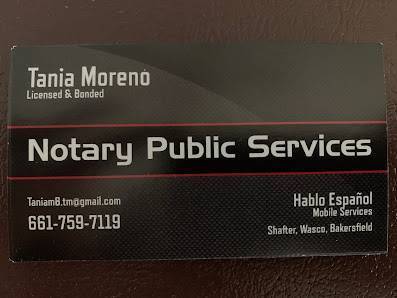 Tania Moreno
Licensed & Bonded
Notary Public Services
Taniam8.tm@gmail.com
661-759-7119
Hablo Español
Mobile Services
Shafter, Wasco, Bakersfield